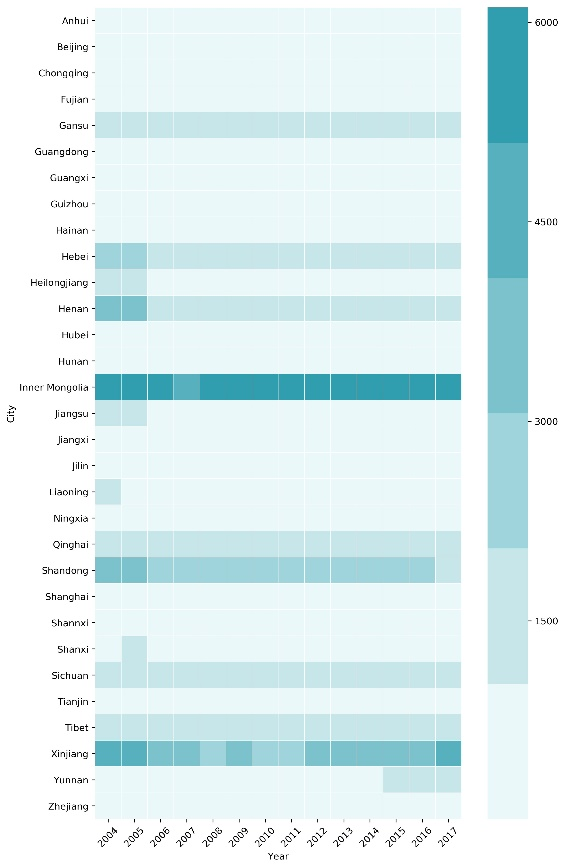 Anhui
Beijing
Chongqing
Fujian
Gansu
Guangdong
Guangxi
Guizhou
Hainan
Hebei
Heilongjiang
Henan
Hubei
Hunan
Inner Mongolia
Jiangsu
Jiangxi
Jilin
Liaoning
Ningxia
Qinghai
Shandong
Shanghai
Shannxi
Shanxi
Sichuan
Tianjin
Tibet
Xinjiang
Yunnan
Zhejiang
City
2004 2005 2006 2007 2008 2009 2010 2011 2012 2013 2014 2015 2016 2017
Year
6000
4500
3000
1500